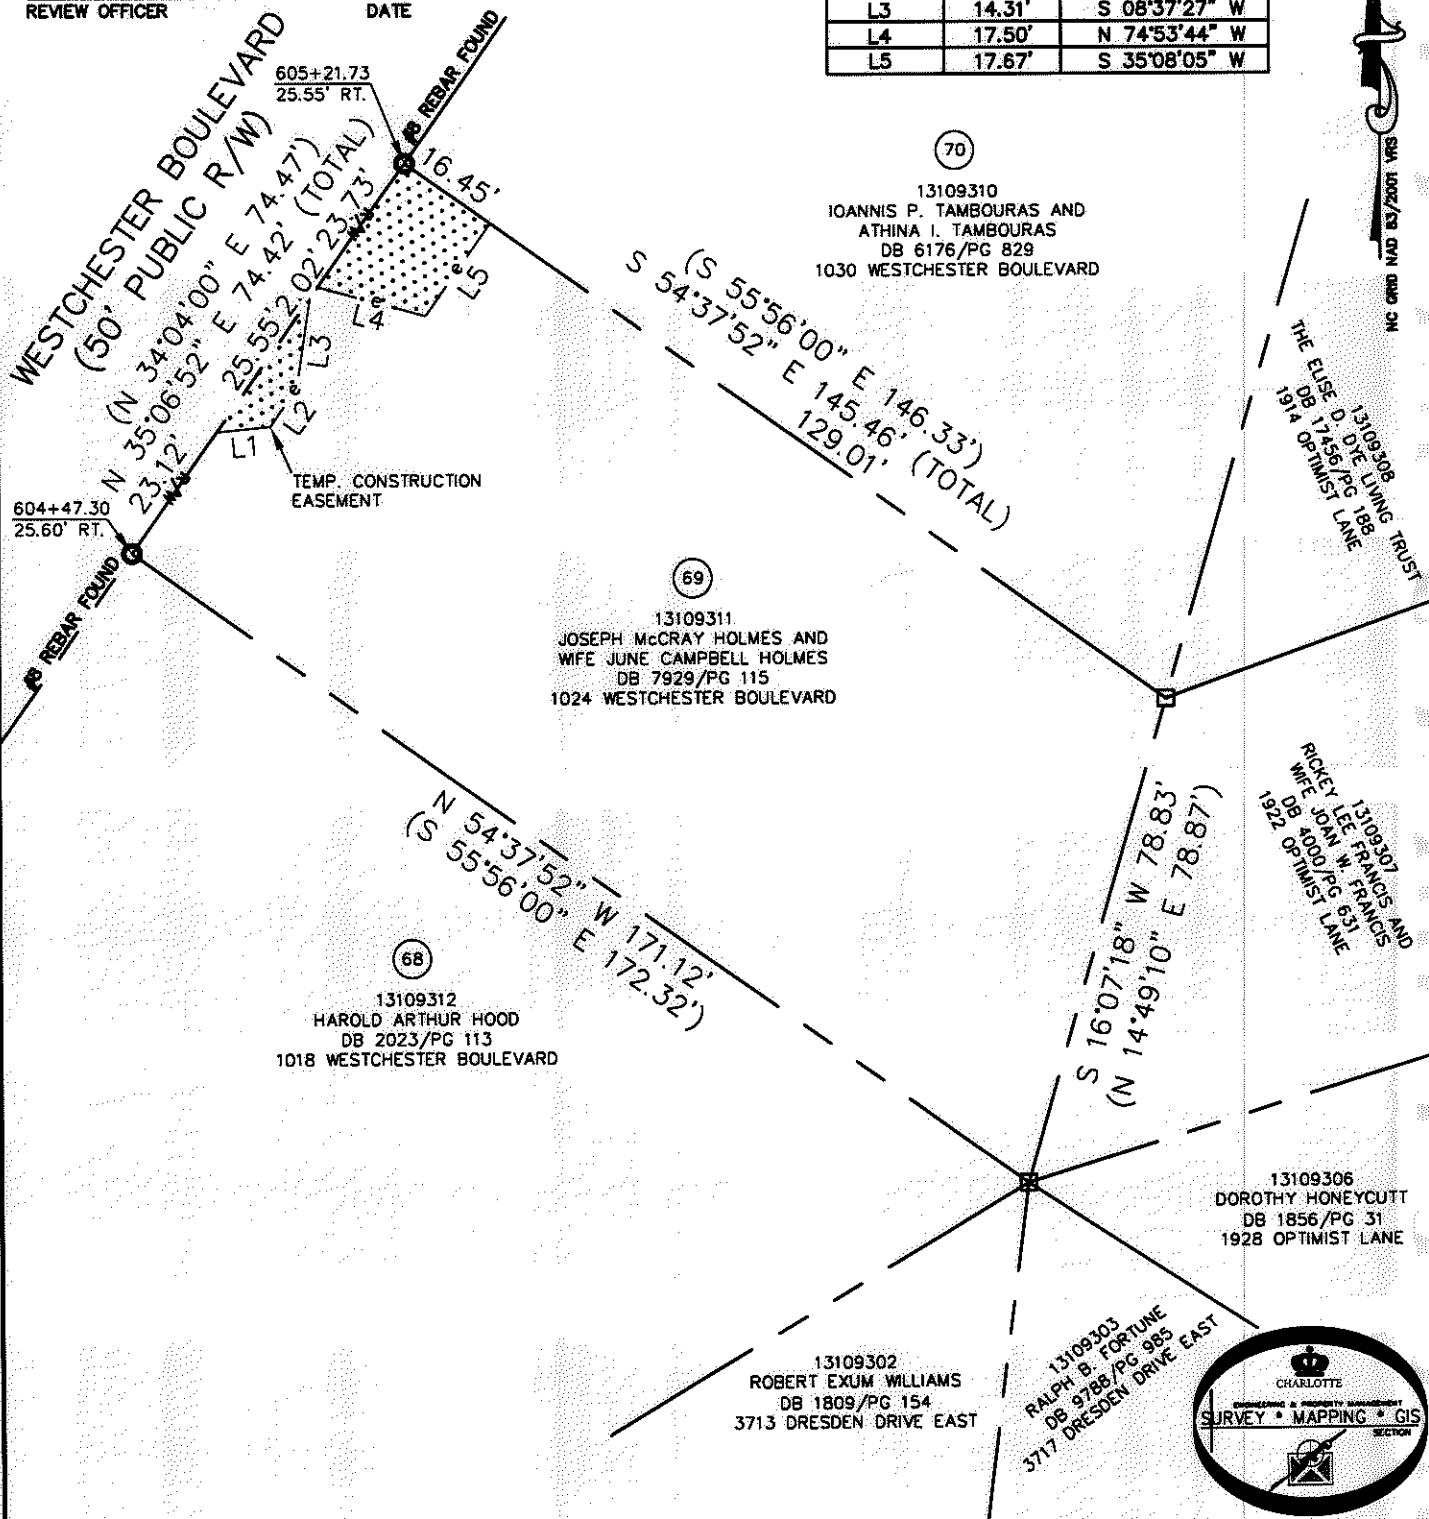 REVIEW OFFICER DATE
L3 14.31' S 08°37'27" W
L4 17.50' N 74°53'44" W
L5 17.67' S 35°08'05" W
WESTCHESTER BOULEVARD
(50' PUBLIC R/W)
605+21.73
25.55' RT.
#8 REBAR FOUND
(N 34°04'00" E 74.47')
N 35°06'52" E 74.42' (TOTAL)
23.12'
25.55'
2.02'
23.73'
16.45'
R/W
R/W
e
L5
e
L4
L3
e
L2
L1
TEMP. CONSTRUCTION
EASEMENT
604+47.30
25.60' RT.
#8 REBAR FOUND
70
13109310
IOANNIS P. TAMBOURAS AND
ATHINA I. TAMBOURAS
DB 6176/PG 829
1030 WESTCHESTER BOULEVARD
NC GRID NAD 83/2001 VRS
(S 55°56'00" E 146.33')
S 54°37'52" E 145.46' (TOTAL)
129.01'
13109308
THE ELISE D. DYE LIVING TRUST
DB 17456/PG 188
1914 OPTIMIST LANE
69
13109311
JOSEPH McCRAY HOLMES AND
WIFE JUNE CAMPBELL HOLMES
DB 7929/PG 115
1024 WESTCHESTER BOULEVARD
13109307
RICKEY LEE FRANCIS AND
WIFE JOAN W. FRANCIS
DB 4000/PG 631
1922 OPTIMIST LANE
S 16°07'18" W 78.83'
(N 14°49'10" E 78.87')
N 54°37'52" W 171.12'
(S 55°56'00" E 172.32')
68
13109312
HAROLD ARTHUR HOOD
DB 2023/PG 113
1018 WESTCHESTER BOULEVARD
13109306
DOROTHY HONEYCUTT
DB 1856/PG 31
1928 OPTIMIST LANE
13109302
ROBERT EXUM WILLIAMS
DB 1809/PG 154
3713 DRESDEN DRIVE EAST
13109303
RALPH B. FORTUNE
DB 9788/PG 985
3717 DRESDEN DRIVE EAST
CHARLOTTE
ENGINEERING & PROPERTY MANAGEMENT
SURVEY * MAPPING * GIS
SECTION